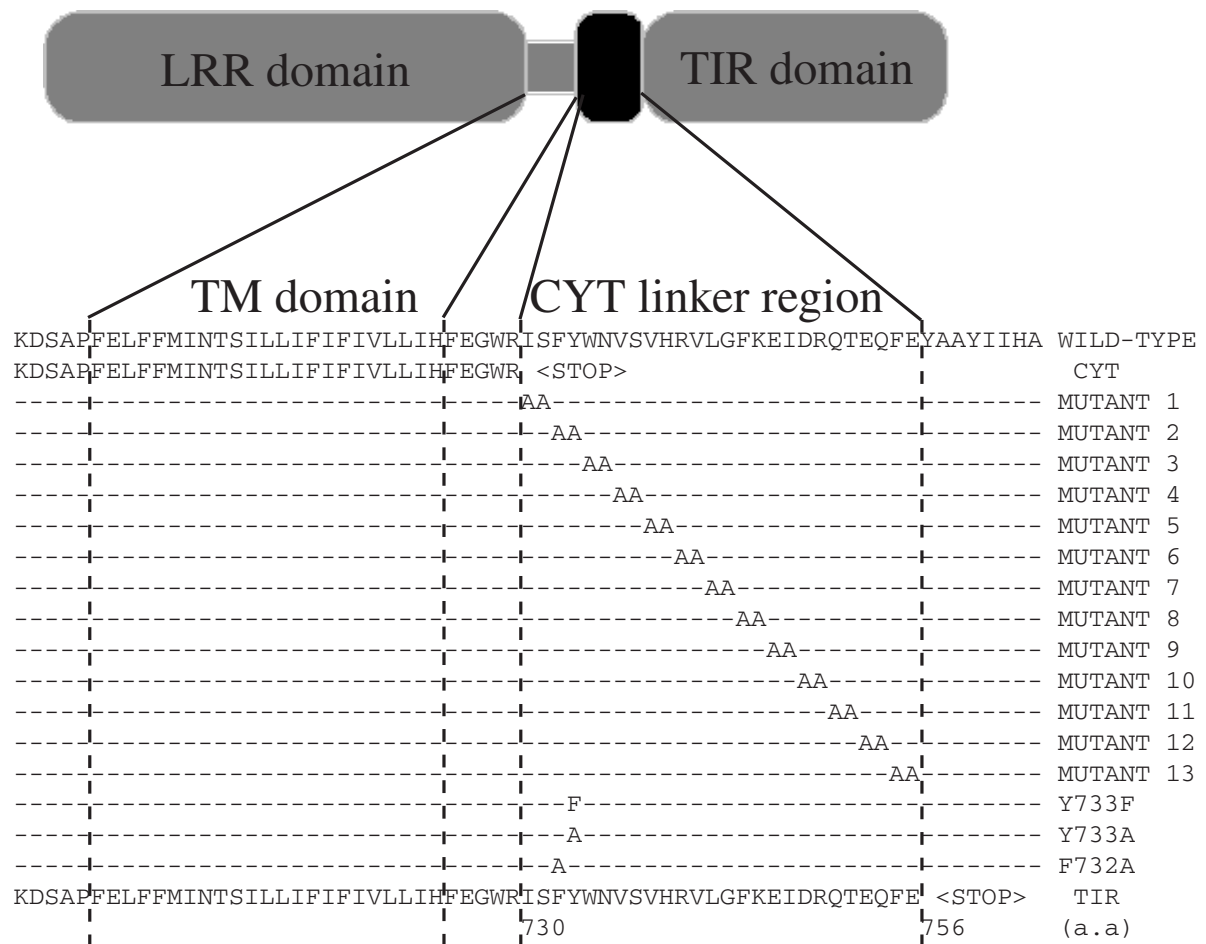 LRR domain
TIR domain
TM domain
CYT linker region
KDSAPFELFFMINTSILLIFIFIVLLIHFEGWRISFYWNVSVHRVLGFKEIDRQTEQFEYAAYIIHA WILD-TYPE
KDSAPFELFFMINTSILLIFIFIVLLIHFEGWR <STOP> CYT
---------------------------------AA-------------------------------- MUTANT 1
-----------------------------------AA------------------------------ MUTANT 2
-------------------------------------AA---------------------------- MUTANT 3
---------------------------------------AA-------------------------- MUTANT 4
-----------------------------------------AA------------------------ MUTANT 5
-------------------------------------------AA---------------------- MUTANT 6
---------------------------------------------AA-------------------- MUTANT 7
-----------------------------------------------AA------------------ MUTANT 8
-------------------------------------------------AA---------------- MUTANT 9
---------------------------------------------------AA-------------- MUTANT 10
-----------------------------------------------------AA------------ MUTANT 11
-------------------------------------------------------AA---------- MUTANT 12
---------------------------------------------------------AA-------- MUTANT 13
------------------------------------F------------------------------ Y733F
------------------------------------A------------------------------ Y733A
-----------------------------------A------------------------------- F732A
KDSAPFELFFMINTSILLIFIFIVLLIHFEGWRISFYWNVSVHRVLGFKEIDRQTEQFE <STOP> TIR
730 756 (a.a)